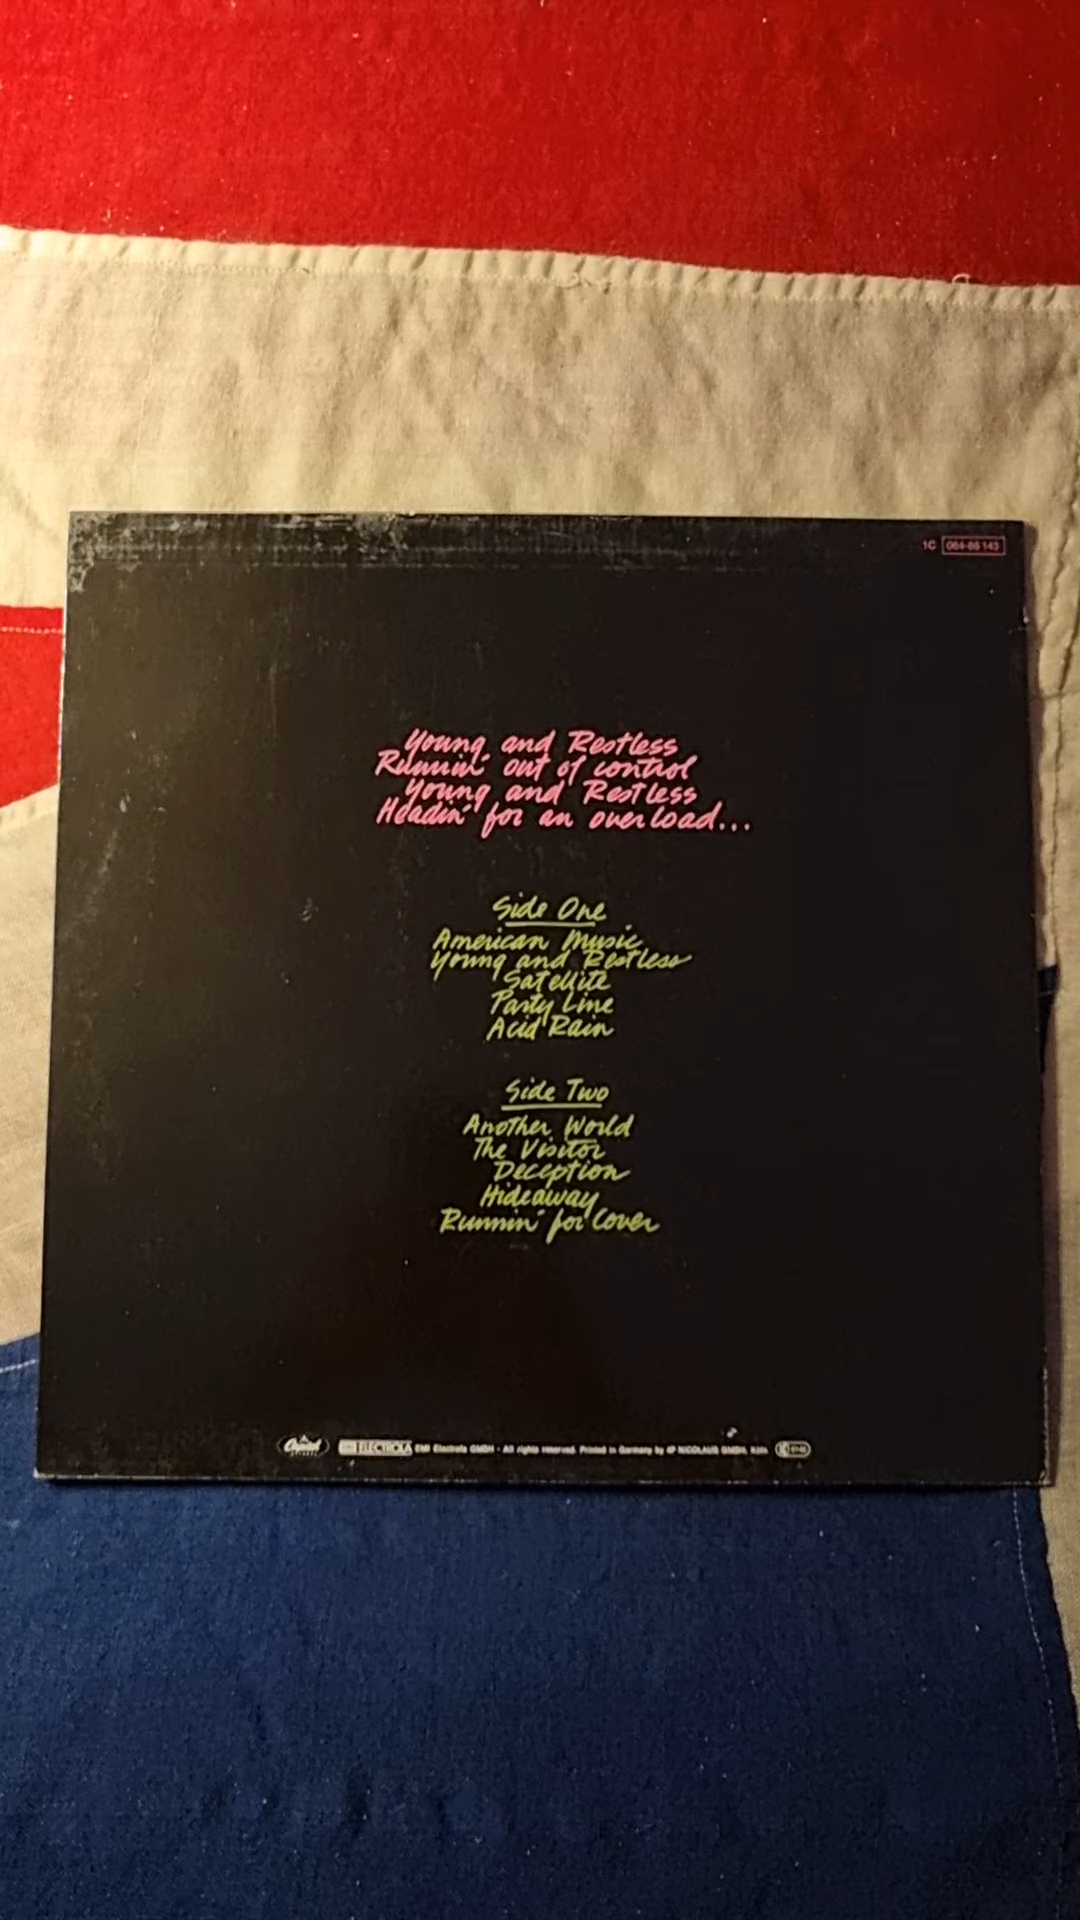 1C 064-86 143
Young and Restless
Runnin' out of control
Young and Restless
Headin' for an overload...
Side One
American Music
Young and Restless
Satellite
Party Line
Acid Rain
Side Two
Another World
The Visitor
Deception
Hideaway
Runnin' for Cover
Capitol
ELECTROLA EMI Electrola GMBH · All rights reserved. Printed in Germany by 4P NICOLAUS GMBH, Köln